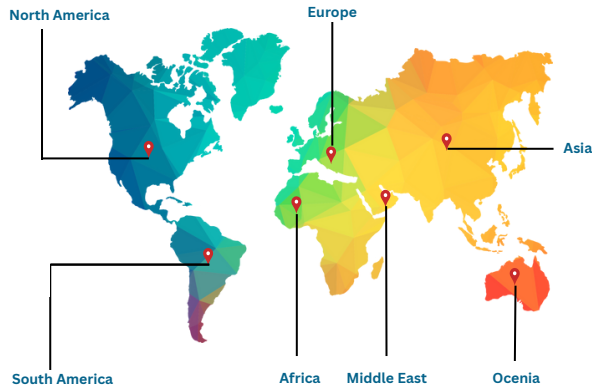 North America
Europe
Asia
South America
Africa
Middle East
Ocenia